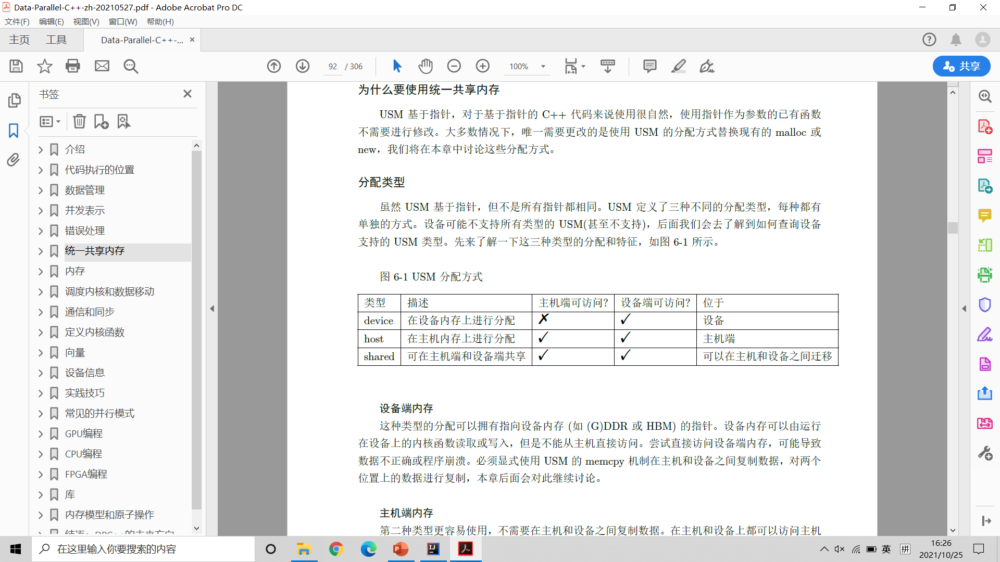 Data-Parallel-C++-zh-20210527.pdf - Adobe Acrobat Pro DC
文件(F) 编辑(E) 视图(V) 窗口(W) 帮助(H)
主页 工具 Data-Parallel-C++-... ×
92 / 306 100% 共享
书签
介绍
代码执行的位置
数据管理
并发表示
错误处理
统一共享内存
内存
调度内核和数据移动
通信和同步
定义内核函数
向量
设备信息
实践技巧
常见的并行模式
GPU编程
CPU编程
FPGA编程
库
内存模型和原子操作
为什么要使用统一共享内存
USM 基于指针，对于基于指针的 C++ 代码来说使用很自然，使用指针作为参数的已有函数
不需要进行修改。大多数情况下，唯一需要更改的是使用 USM 的分配方式替换现有的 malloc 或
new，我们将在本章中讨论这些分配方式。
分配类型
虽然 USM 基于指针，但不是所有指针都相同。USM 定义了三种不同的分配类型，每种都有
单独的方式。设备可能不支持所有类型的 USM(甚至不支持)，后面我们会去了解到如何查询设备
支持的 USM 类型。先来了解一下这三种类型的分配和特征，如图 6-1 所示。
图 6-1 USM 分配方式
类型 描述 主机端可访问? 设备端可访问? 位于
device 在设备内存上进行分配 ✗ ✓ 设备
host 在主机内存上进行分配 ✓ ✓ 主机端
shared 可在主机端和设备端共享 ✓ ✓ 可以在主机和设备之间迁移
设备端内存
这种类型的分配可以拥有指向设备内存 (如 (G)DDR 或 HBM) 的指针。设备内存可以由运行
在设备上的内核函数读取或写入，但是不能从主机直接访问。尝试直接访问设备端内存，可能导致
数据不正确或程序崩溃。必须显式使用 USM 的 memcpy 机制在主机和设备之间复制数据，对两个
位置上的数据进行复制，本章后面会对此继续讨论。
主机端内存
第二种类型更容易使用，不需要在主机和设备之间复制数据。在主机和设备上都可以访问主机
在这里输入你要搜索的内容
英 拼
16:26
2021/10/25